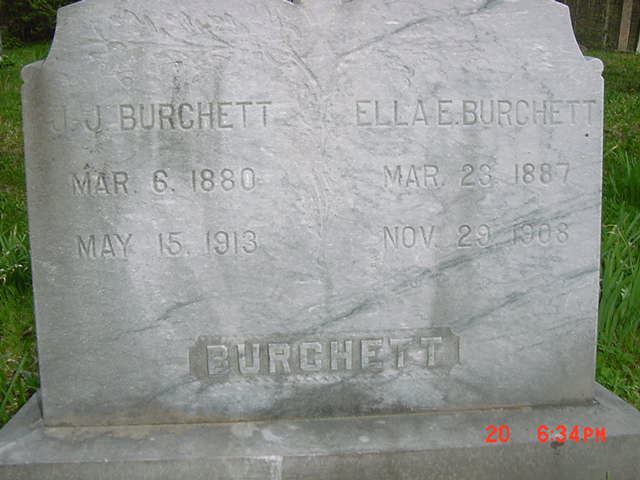 J. J. BURCHETT
MAR. 6. 1880
MAY 15. 1913
ELLA E. BURCHETT
MAR. 23. 1887
NOV. 29. 1908
BURCHETT
20 6:34PM